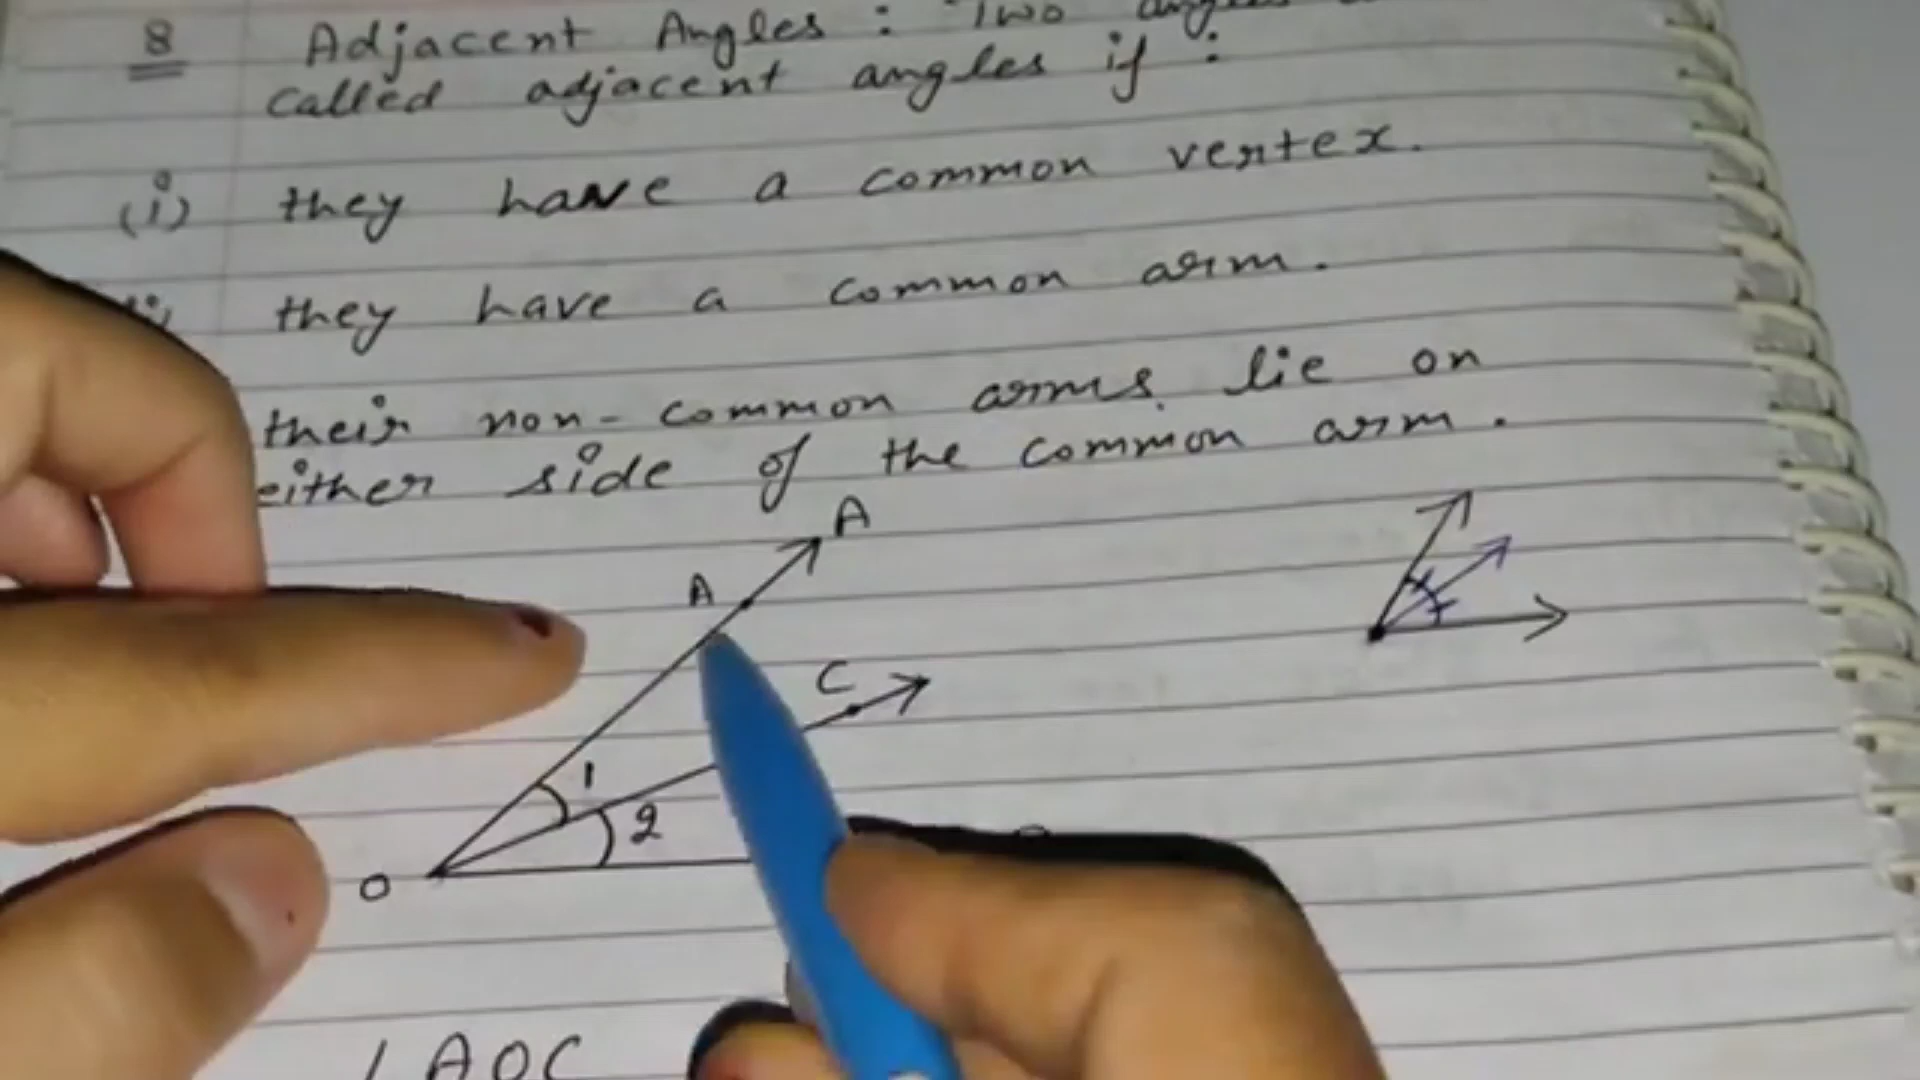 8 Adjacent Angles : Two angles
called adjacent angles if :
(i) they have a common vertex.
they have a common arm.
their non-common arms lie on
either side of the common arm.
A
A
C
1
2
O
∠AOC